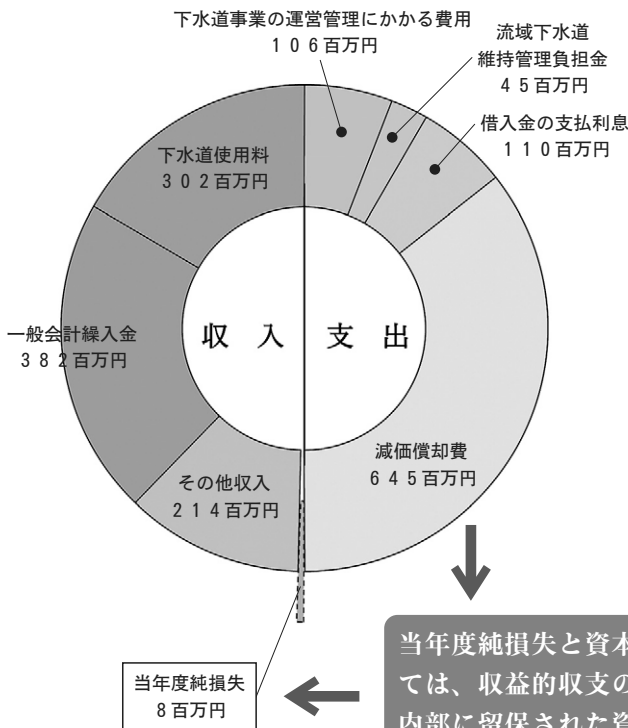 下水道事業の運営管理にかかる費用
１０６百万円
流域下水道
維持管理負担金
４５百万円
借入金の支払利息
１１０百万円
下水道使用料
３０２百万円
一般会計繰入金
３８２百万円
収 入
支 出
減価償却費
６４５百万円
その他収入
２１４百万円
当年度純損失
８百万円
当年度純損失と資本
ては、収益的収支の
内部に留保された資